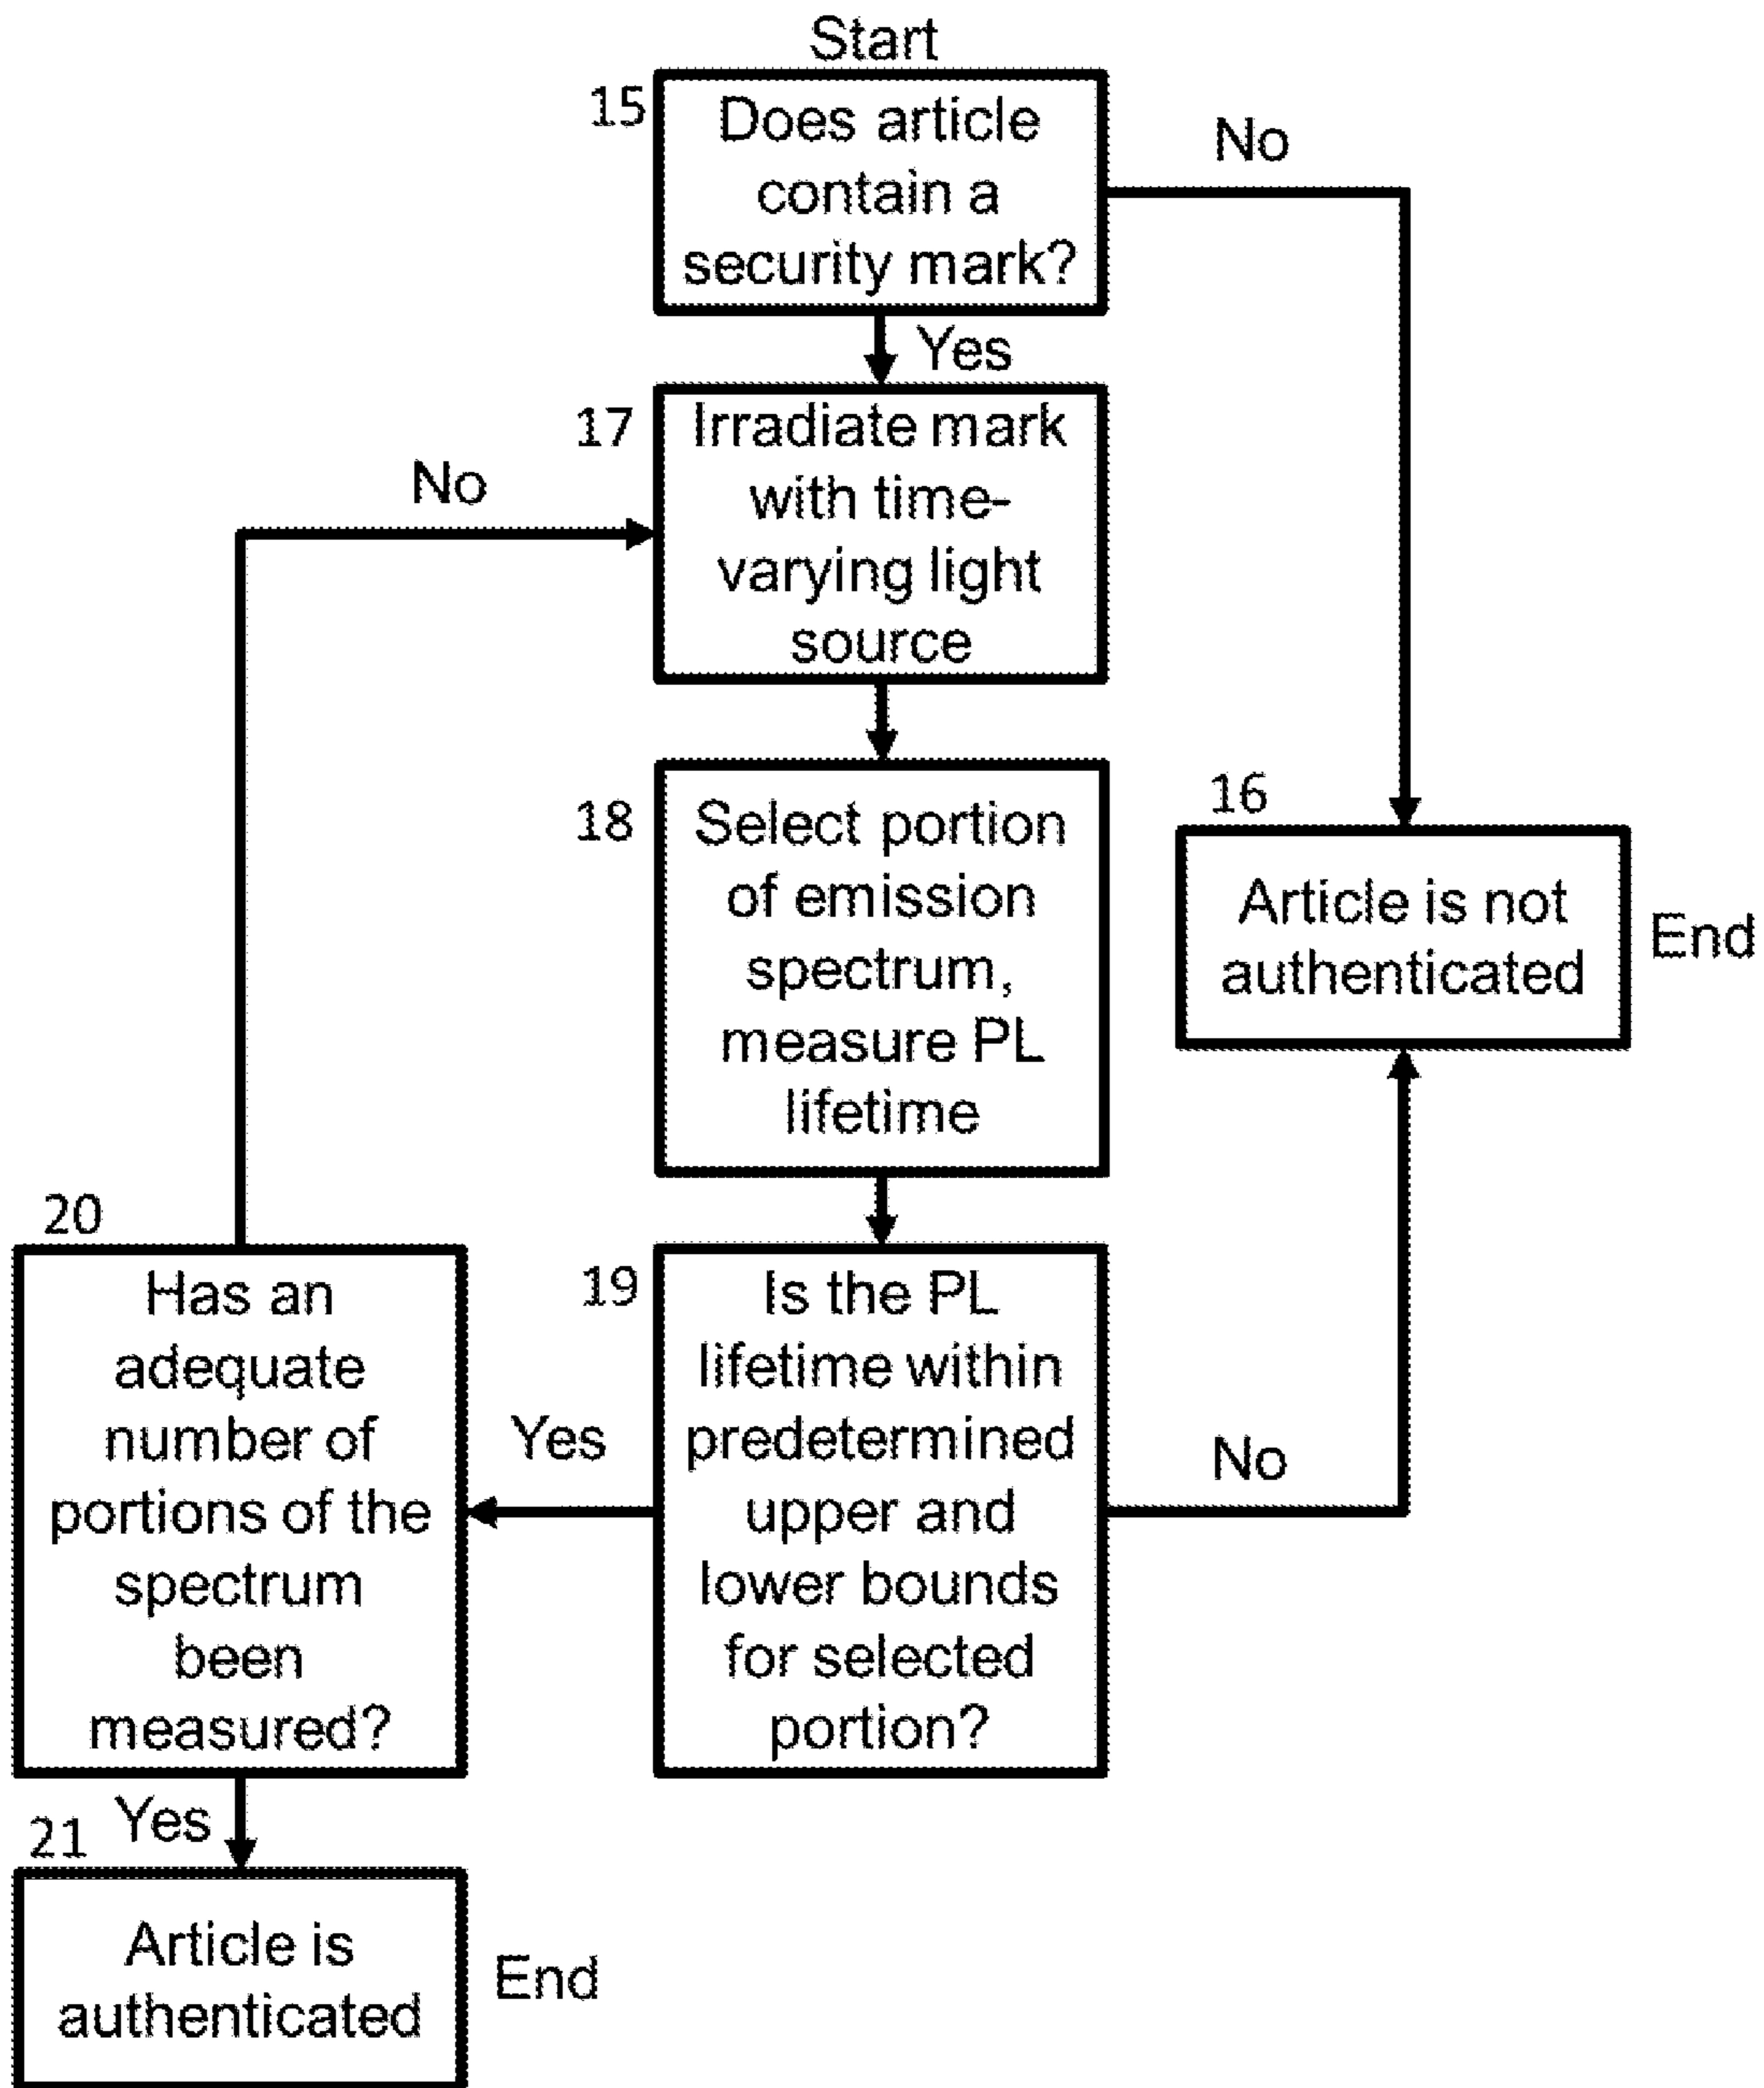 Start
15
Does article
contain a
security mark?
No
Yes
17
Irradiate mark
with time-
varying light
source
No
18
Select portion
of emission
spectrum,
measure PL
lifetime
16
Article is not
authenticated
End
19
Is the PL
lifetime within
predetermined
upper and
lower bounds
for selected
portion?
No
Yes
20
Has an
adequate
number of
portions of the
spectrum
been
measured?
Yes
21
Article is
authenticated
End